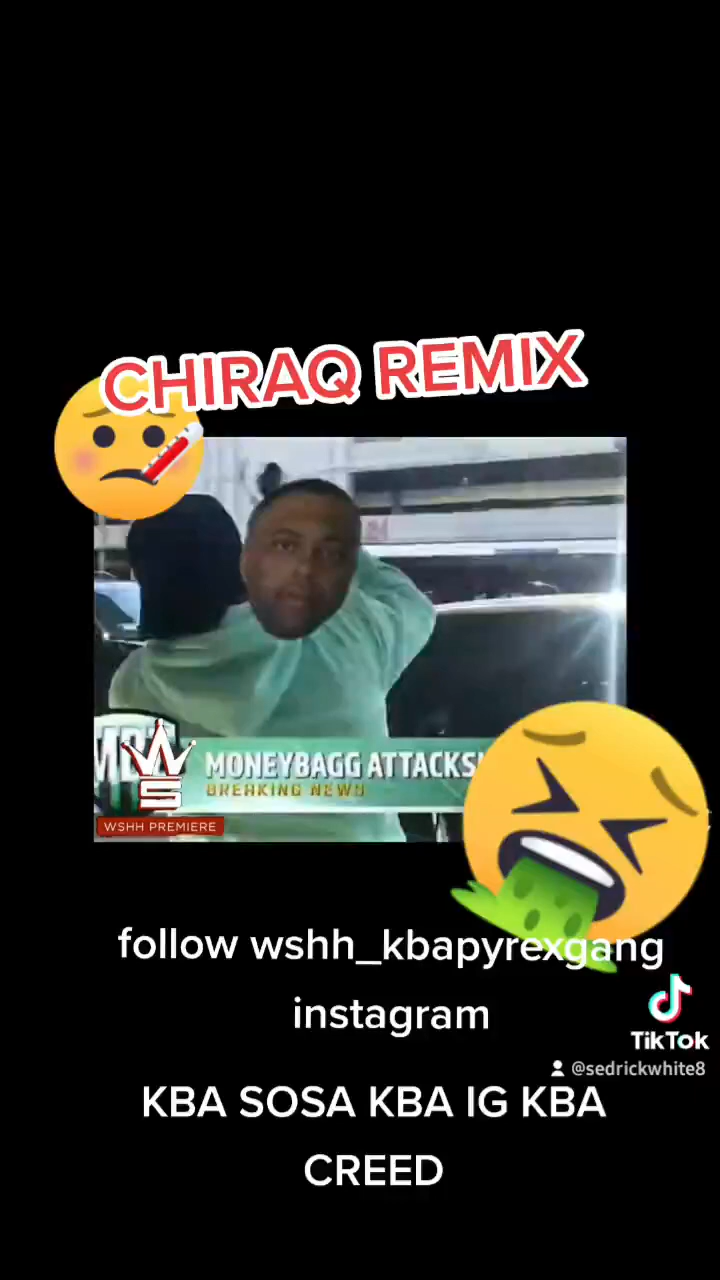 CHIRAQ REMIX
MONEYBAGG ATTACKS
BREAKING NEWS
WSHH PREMIERE
follow wshh_kbapyrexgang
instagram
TikTok
@sedrickwhite8
KBA SOSA KBA IG KBA
CREED